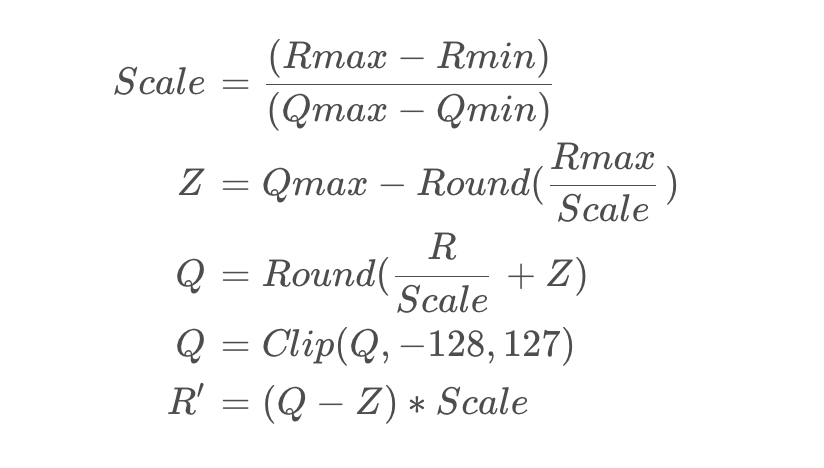 Scale = (Rmax − Rmin) / (Qmax − Qmin)
Z = Qmax − Round(Rmax / Scale)
Q = Round(R / Scale + Z)
Q = Clip(Q, −128, 127)
R′ = (Q − Z) ∗ Scale